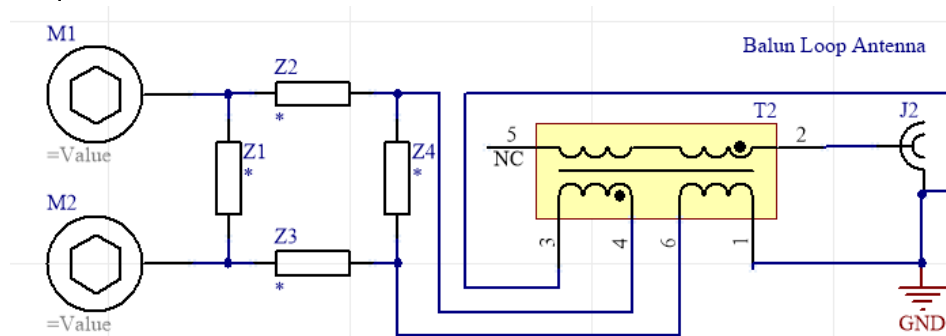 M1
Balun Loop Antenna
Z2
*
T2
J2
5
NC
2
=Value
Z1
*
Z4
*
M2
Z3
*
3
4
6
1
=Value
GND